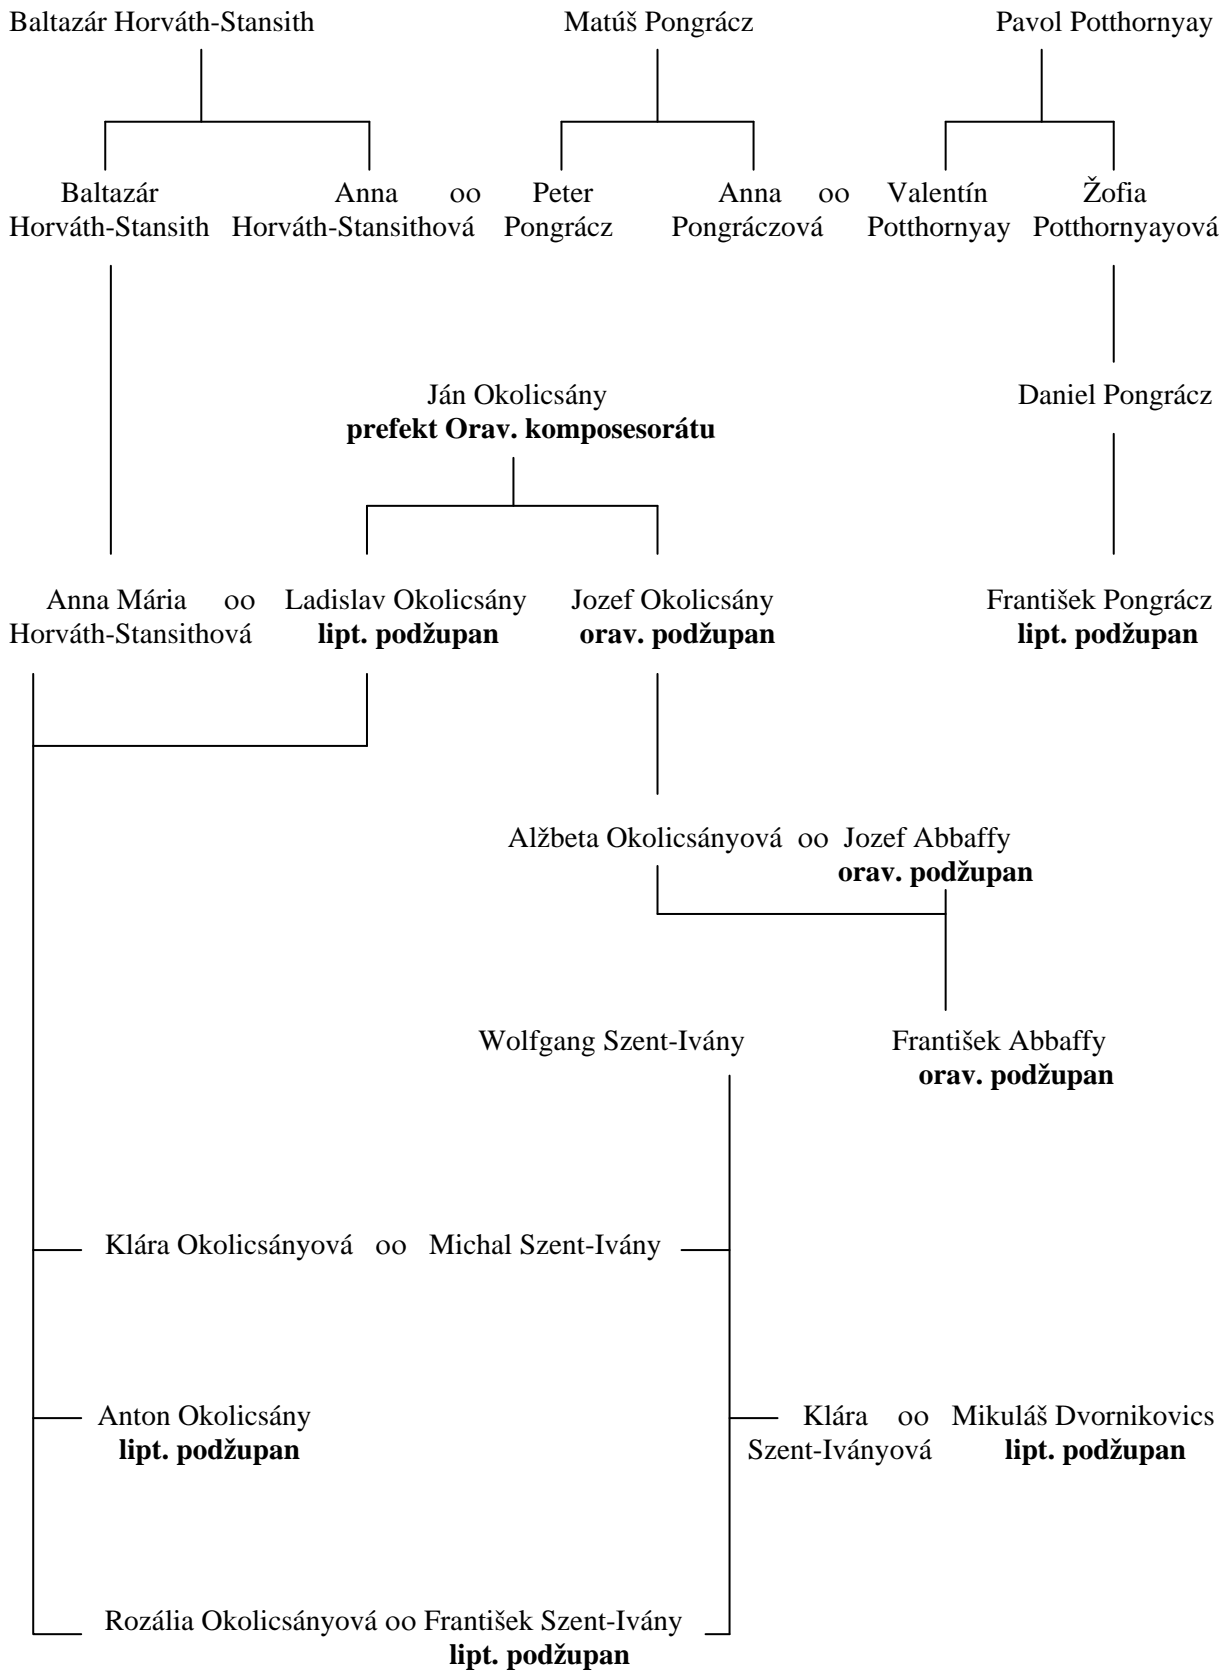 Baltazár Horváth-Stansith Matúš Pongrácz Pavol Potthornyay
Baltazár Anna oo Peter Anna oo Valentín Žofia
Horváth-Stansith Horváth-Stansithová Pongrácz Pongráczová Potthornyay Potthornyayová
Ján Okolicsány Daniel Pongrácz
prefekt Orav. komposesorátu
Anna Mária oo Ladislav Okolicsány Jozef Okolicsány František Pongrácz
Horváth-Stansithová lipt. podžupan orav. podžupan lipt. podžupan
Alžbeta Okolicsányová oo Jozef Abbaffy
orav. podžupan
Wolfgang Szent-Ivány František Abbaffy
orav. podžupan
Klára Okolicsányová oo Michal Szent-Ivány
Anton Okolicsány Klára oo Mikuláš Dvornikovics
lipt. podžupan Szent-Iványová lipt. podžupan
Rozália Okolicsányová oo František Szent-Ivány
lipt. podžupan